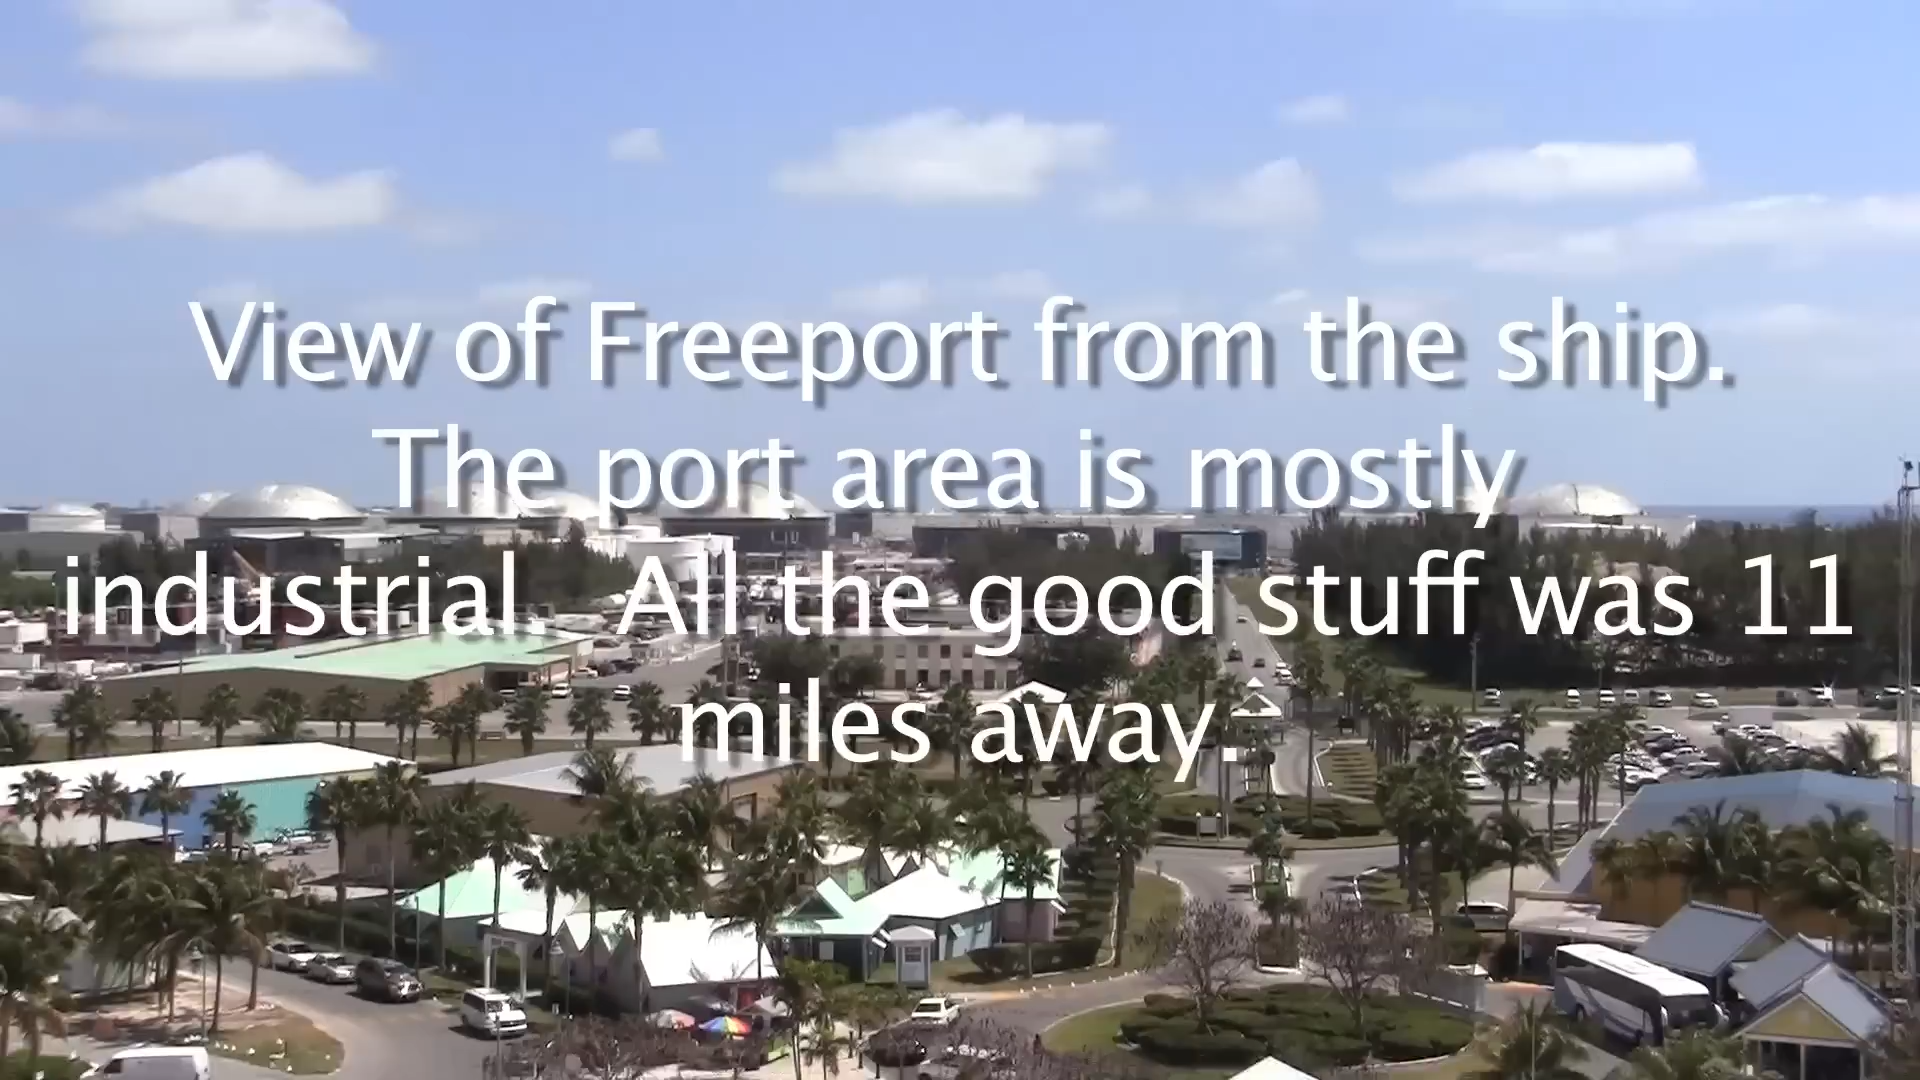 View of Freeport from the ship.
The port area is mostly
industrial.  All the good stuff was 11
miles away.